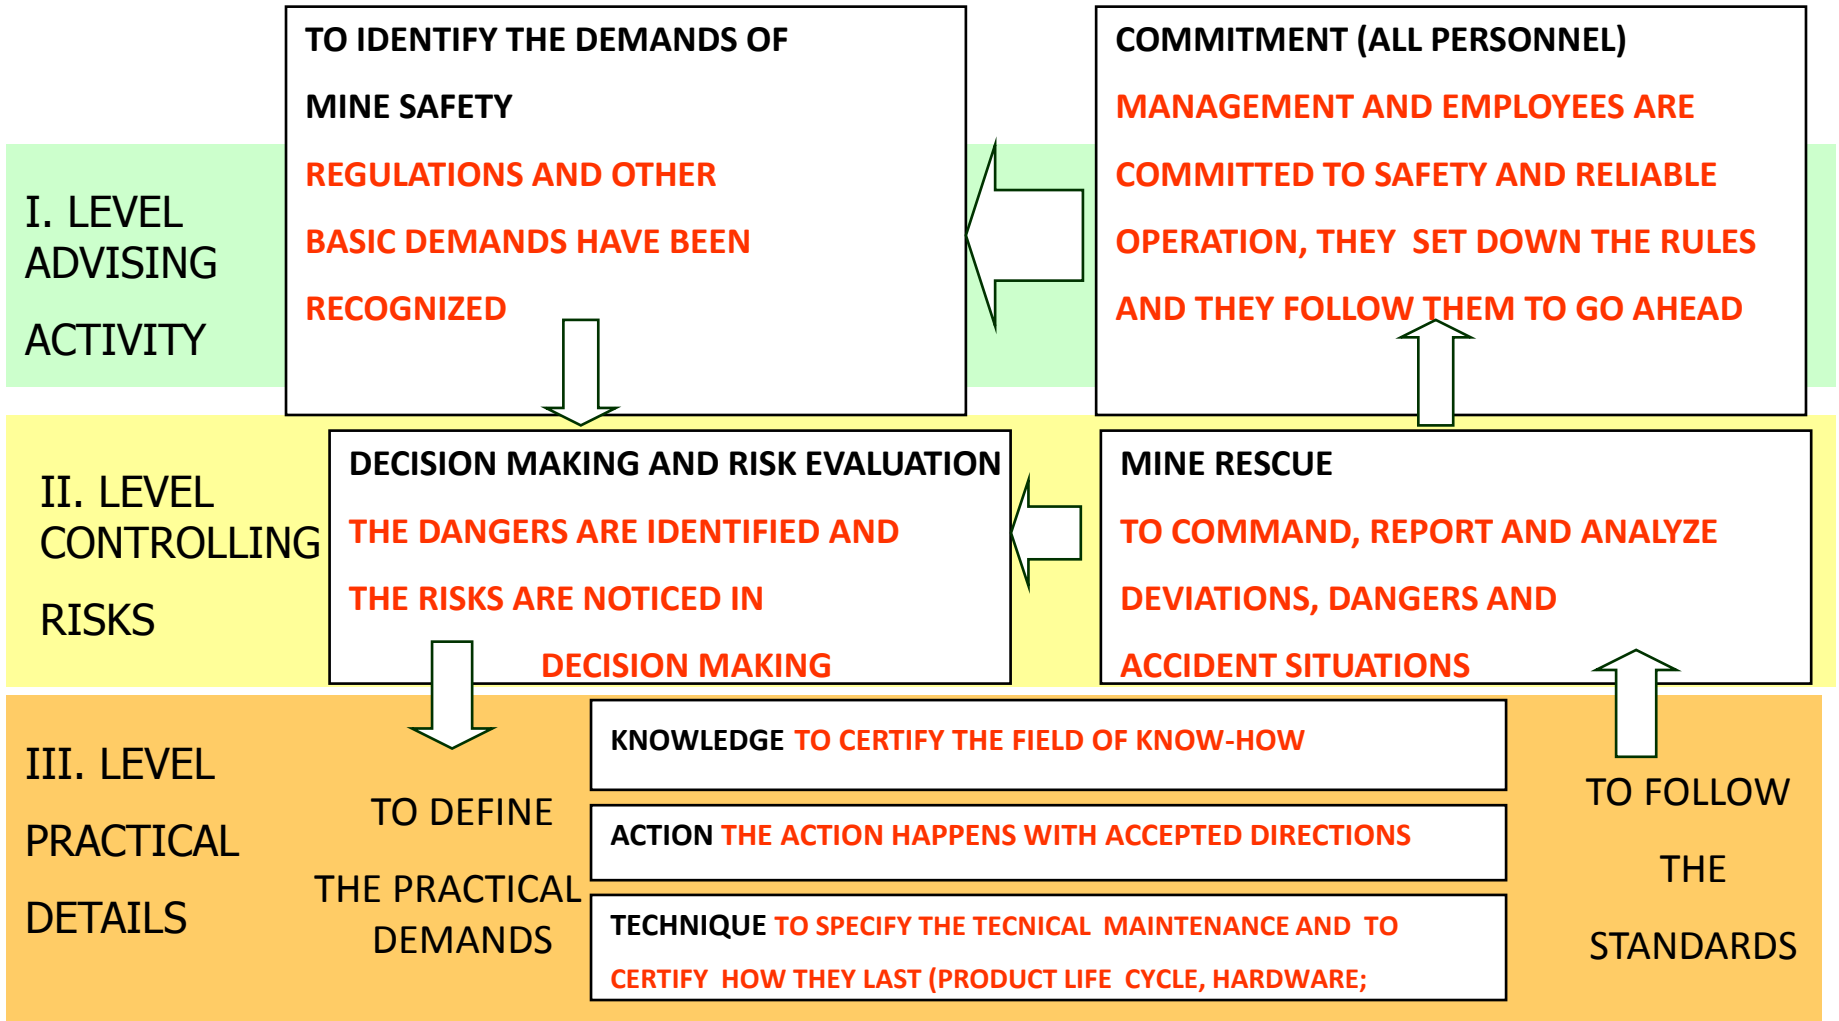 TO IDENTIFY THE DEMANDS OF
MINE SAFETY
REGULATIONS AND OTHER
BASIC DEMANDS HAVE BEEN
RECOGNIZED
COMMITMENT (ALL PERSONNEL)
MANAGEMENT AND EMPLOYEES ARE
COMMITTED TO SAFETY AND RELIABLE
OPERATION, THEY SET DOWN THE RULES
AND THEY FOLLOW THEM TO GO AHEAD
I. LEVEL
ADVISING
ACTIVITY
II. LEVEL
CONTROLLING
RISKS
DECISION MAKING AND RISK EVALUATION
THE DANGERS ARE IDENTIFIED AND
THE RISKS ARE NOTICED IN
DECISION MAKING
MINE RESCUE
TO COMMAND, REPORT AND ANALYZE
DEVIATIONS, DANGERS AND
ACCIDENT SITUATIONS
III. LEVEL
PRACTICAL
DETAILS
TO DEFINE
THE PRACTICAL
DEMANDS
KNOWLEDGE TO CERTIFY THE FIELD OF KNOW-HOW
ACTION THE ACTION HAPPENS WITH ACCEPTED DIRECTIONS
TECHNIQUE TO SPECIFY THE TECNICAL MAINTENANCE AND TO
CERTIFY HOW THEY LAST (PRODUCT LIFE CYCLE, HARDWARE;
TO FOLLOW
THE
STANDARDS